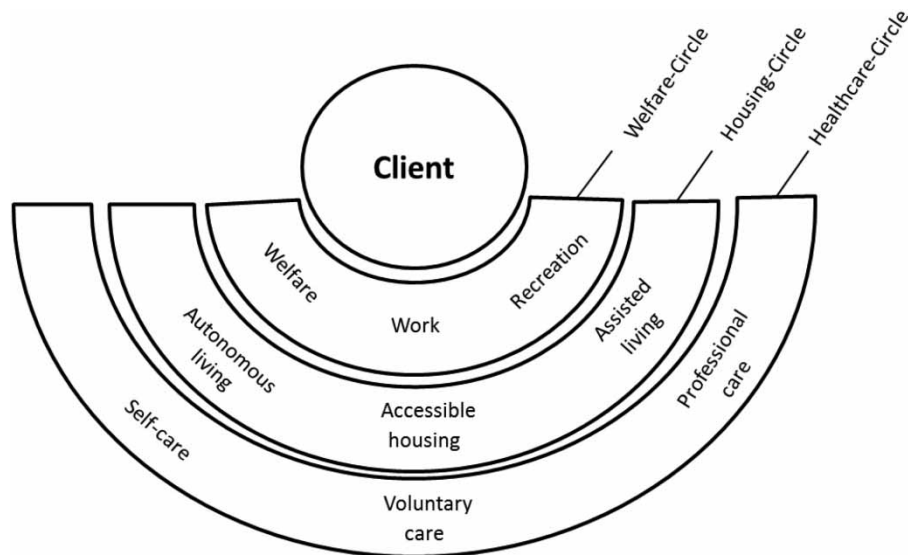 Client
Welfare-Circle
Housing-Circle
Healthcare-Circle
Welfare
Work
Recreation
Autonomous
living
Accessible
housing
Assisted
living
Self-care
Voluntary
care
Professional
care